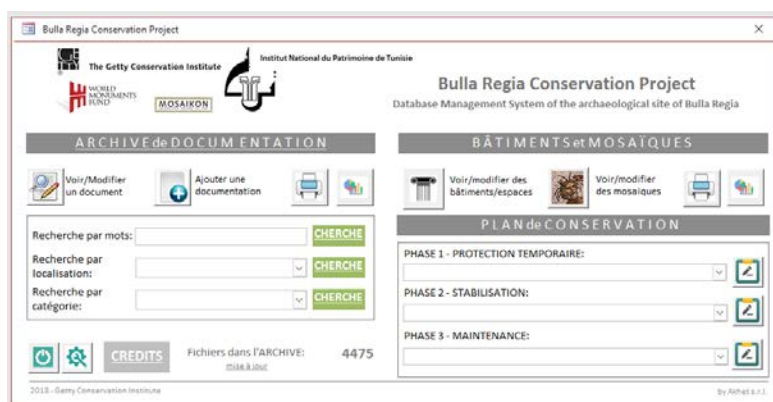 Bulla Regia Conservation Project
The Getty Conservation Institute
Institut National du Patrimoine de Tunisie
WORLD
MONUMENTS
FUND
MOSAIKON
Bulla Regia Conservation Project
Database Management System of the archaeological site of Bulla Regia
ARCHIVE de DOCUMENTATION
Voir/Modifier
un document
Ajouter une
documentation
Recherche par mots:
CHERCHE
Recherche par
localisation:
CHERCHE
Recherche par
catégorie:
CHERCHE
CREDITS
Fichiers dans l'ARCHIVE:
4475
mise à jour
BÂTIMENTS et MOSAÏQUES
Voir/modifier des
bâtiments/espaces
Voir/modifier
des mosaiques
PLAN de CONSERVATION
PHASE 1 - PROTECTION TEMPORAIRE:
PHASE 2 - STABILISATION:
PHASE 3 - MAINTENANCE:
2018 - Getty Conservation Institute
by Akhet s.r.l.